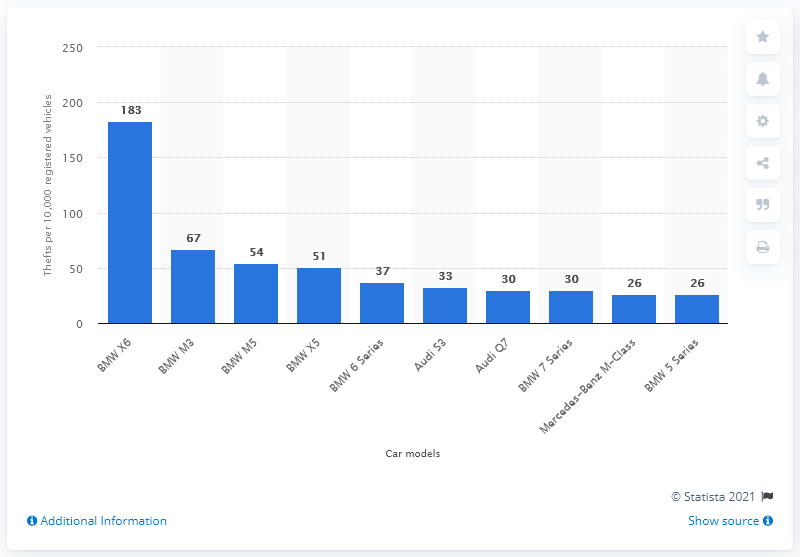 250
200
150
100
50
0
Thefts per 10,000 registered vehicles
183
67
54
51
37
33
30
30
26
26
BMW X6
BMW M3
BMW M5
BMW X5
BMW 6 Series
Audi S3
Audi Q7
BMW 7 Series
Mercedes-Benz M-Class
BMW 5 Series
Car models
© Statista 2021
Additional Information
Show source